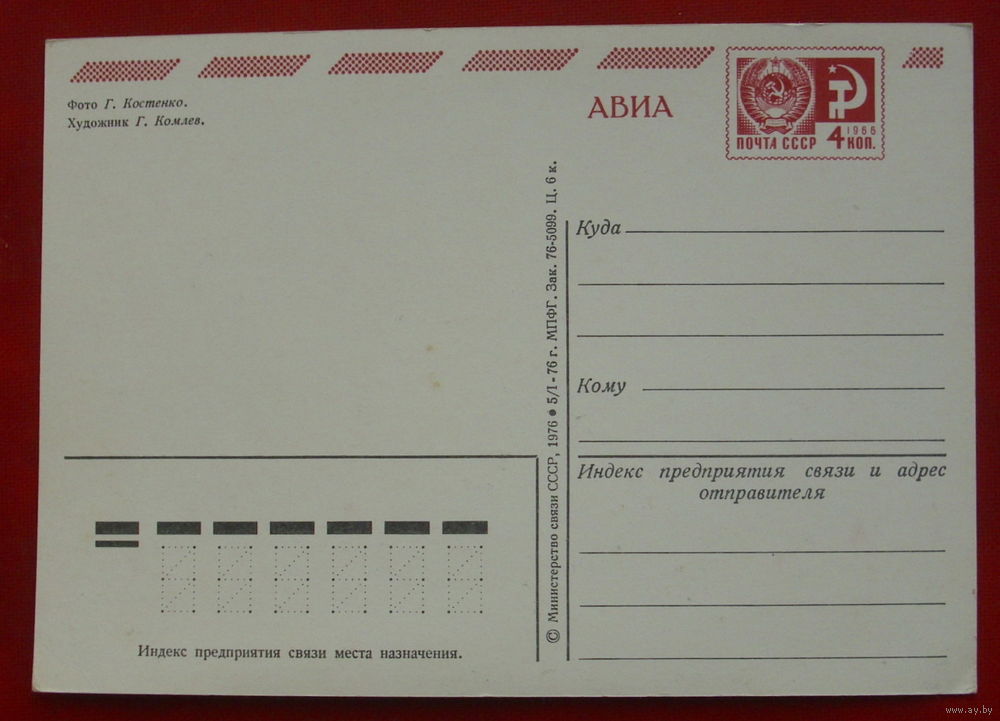 Фото Г. Костенко.
Художник Г. Комлев.
АВИА
ПОЧТА СССР
1966
4 КОП.
© Министерство связи СССР, 1976 ● 5/I-76 г. МПФГ. Зак. 76-5099. Ц. 6 к.
Куда
Кому
Индекс предприятия связи и адрес
отправителя
Индекс предприятия связи места назначения.
www.ay.by